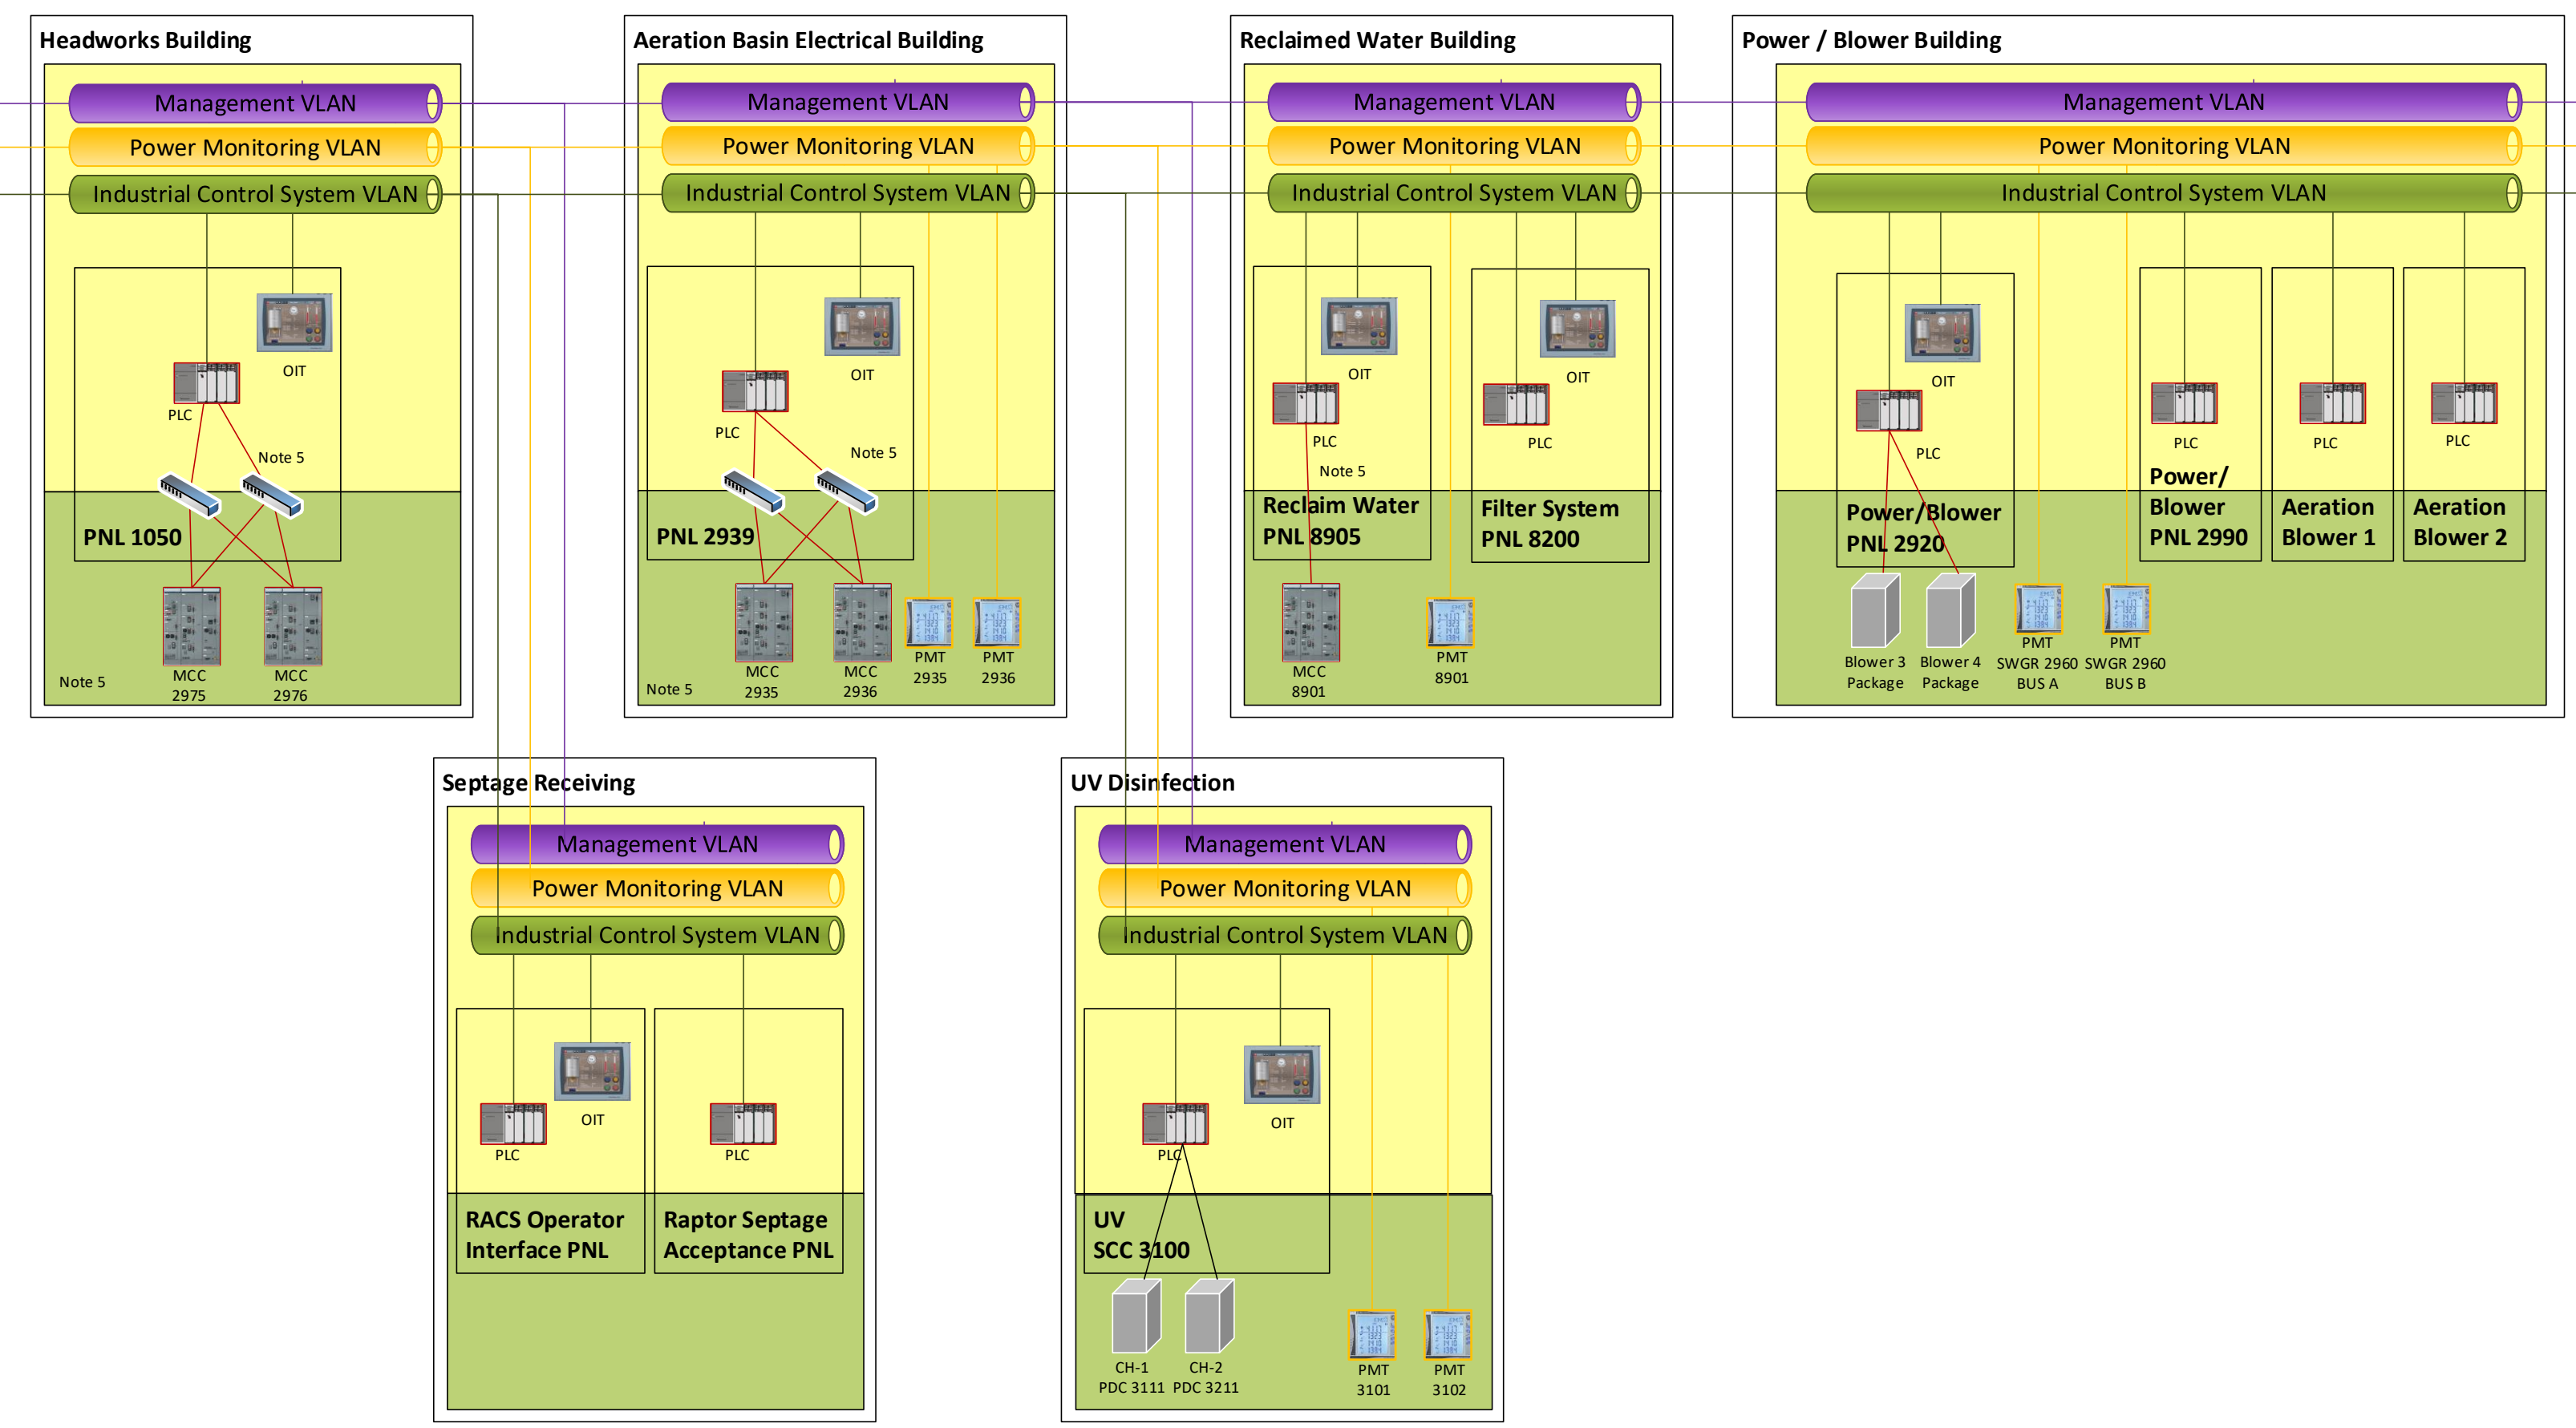 Headworks Building
Management VLAN
Power Monitoring VLAN
Industrial Control System VLAN
OIT
PLC
Note 5
PNL 1050
MCC
2975
MCC
2976
Note 5
Aeration Basin Electrical Building
Management VLAN
Power Monitoring VLAN
Industrial Control System VLAN
OIT
PLC
Note 5
PNL 2939
MCC
2935
MCC
2936
PMT
2935
PMT
2936
Note 5
Reclaimed Water Building
Management VLAN
Power Monitoring VLAN
Industrial Control System VLAN
OIT
PLC
Note 5
Reclaim Water
PNL 8905
OIT
PLC
Filter System
PNL 8200
MCC
8901
PMT
8901
Power / Blower Building
Management VLAN
Power Monitoring VLAN
Industrial Control System VLAN
OIT
PLC
Power/Blower
PNL 2920
PLC
Power/
Blower
PNL 2990
PLC
Aeration
Blower 1
PLC
Aeration
Blower 2
Blower 3
Package
Blower 4
Package
PMT
SWGR 2960
BUS A
PMT
SWGR 2960
BUS B
Septage Receiving
Management VLAN
Power Monitoring VLAN
Industrial Control System VLAN
OIT
PLC
RACS Operator
Interface PNL
PLC
Raptor Septage
Acceptance PNL
UV Disinfection
Management VLAN
Power Monitoring VLAN
Industrial Control System VLAN
OIT
PLC
UV
SCC 3100
CH-1
PDC 3111
CH-2
PDC 3211
PMT
3101
PMT
3102